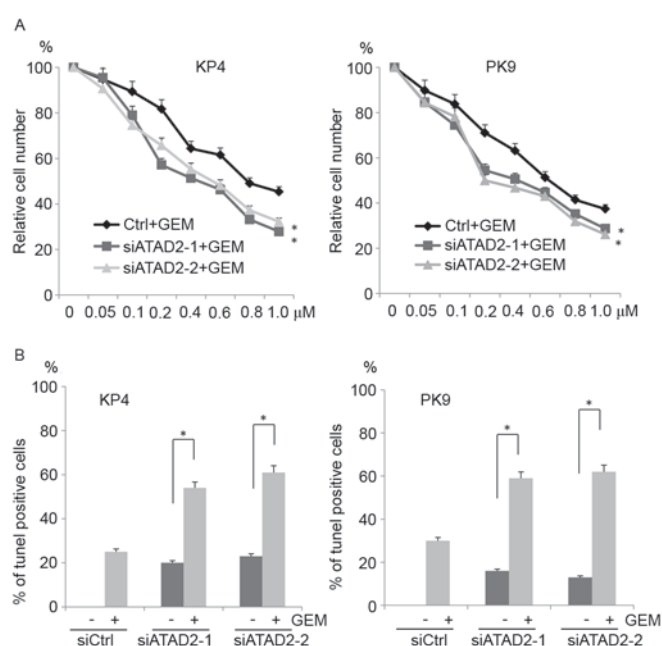 A
%
KP4
100
80
60
40
20
0
Relative cell number
Ctrl+GEM
siATAD2-1+GEM
siATAD2-2+GEM
*
*
0 0.05 0.1 0.2 0.4 0.6 0.8 1.0 μM
%
PK9
100
80
60
40
20
0
Relative cell number
Ctrl+GEM
siATAD2-1+GEM
siATAD2-2+GEM
*
*
0 0.05 0.1 0.2 0.4 0.6 0.8 1.0 μM
B
%
KP4
100
80
60
40
20
0
% of tunel positive cells
*
*
- + - + - + GEM
siCtrl siATAD2-1 siATAD2-2
%
PK9
100
80
60
40
20
0
% of tunel positive cells
*
*
- + - + - + GEM
siCtrl siATAD2-1 siATAD2-2